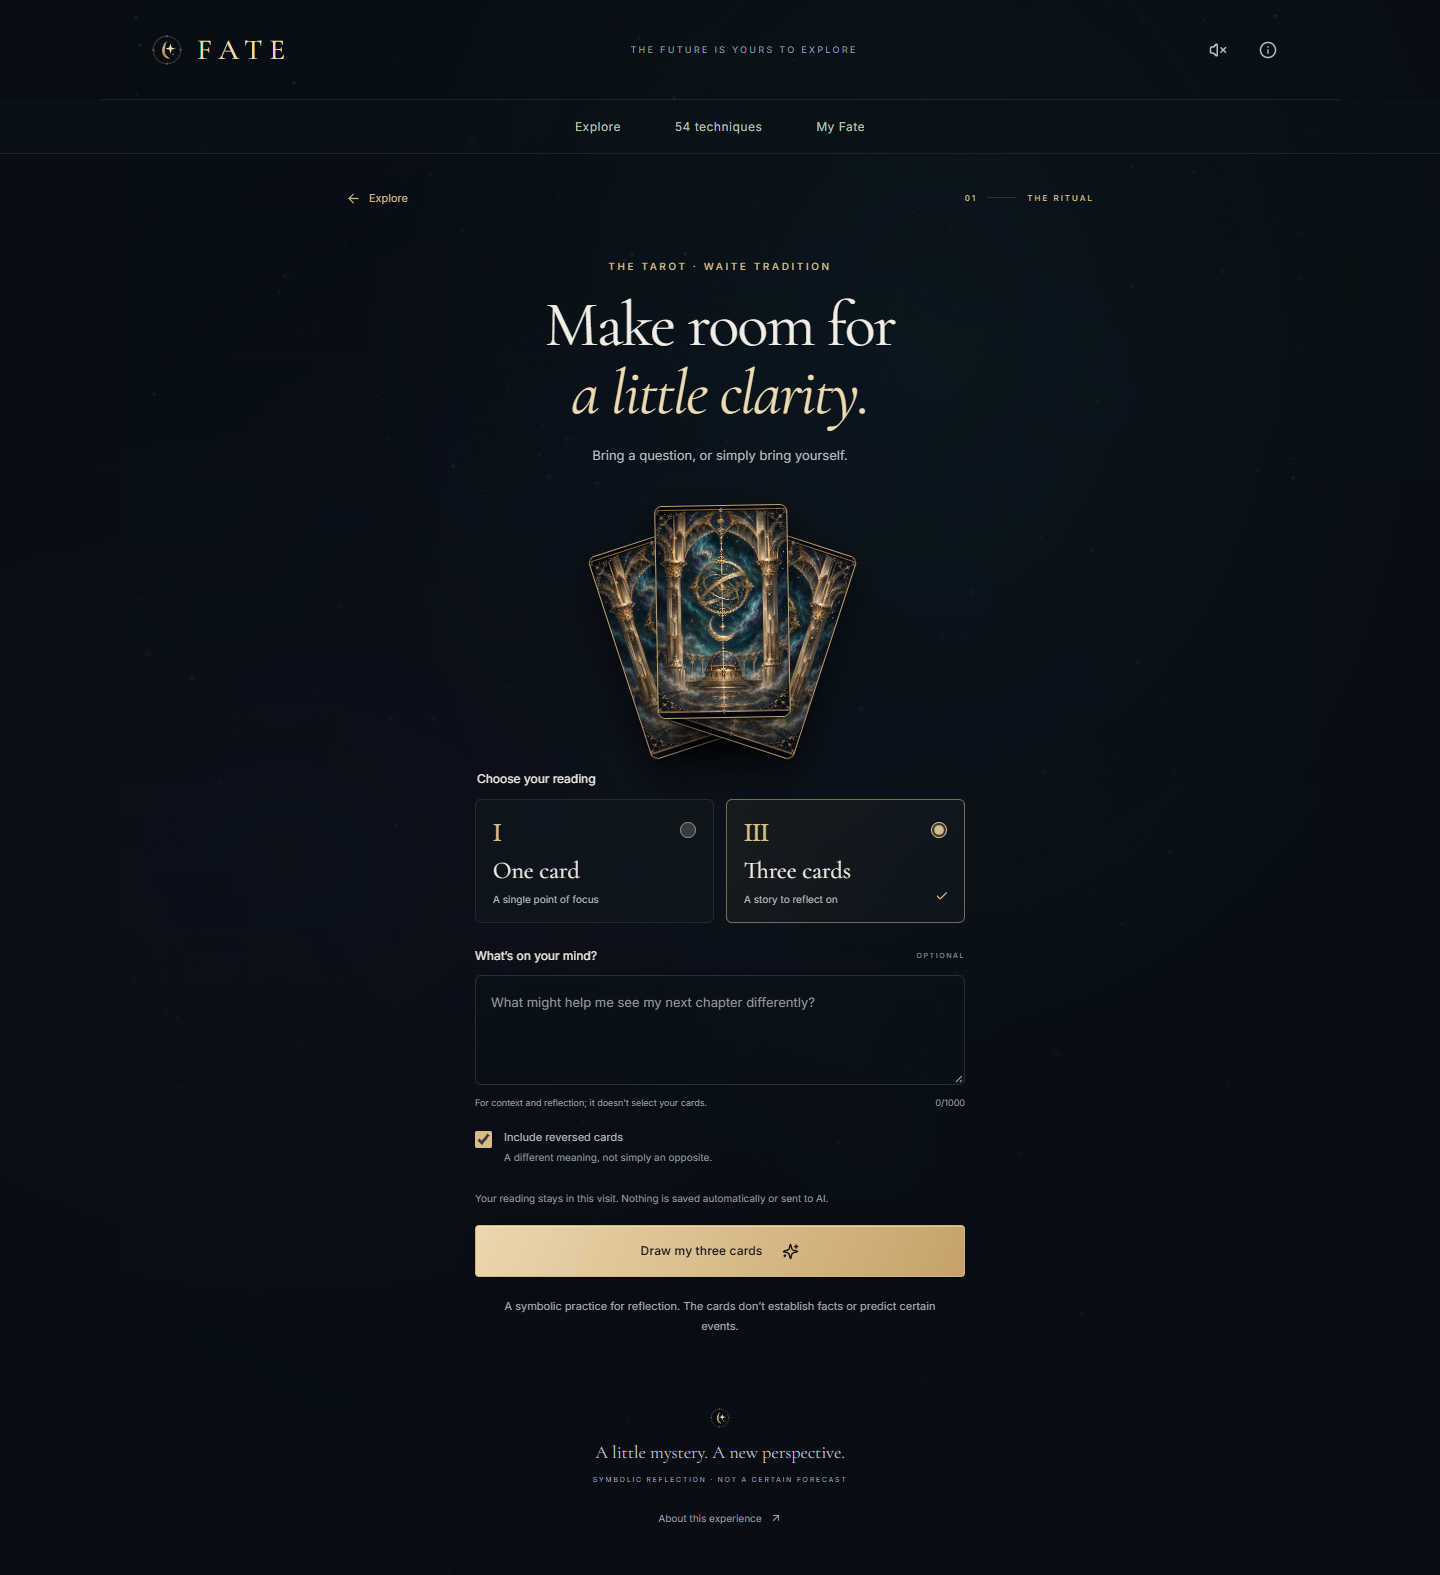 FATE
THE FUTURE IS YOURS TO EXPLORE
Explore
54 techniques
My Fate
Explore
01
THE RITUAL
THE TAROT · WAITE TRADITION
Make room for
a little clarity.
Bring a question, or simply bring yourself.
Choose your reading
I
One card
A single point of focus
III
Three cards
A story to reflect on
What's on your mind?
OPTIONAL
What might help me see my next chapter differently?
For context and reflection; it doesn't select your cards.
0/1000
Include reversed cards
A different meaning, not simply an opposite.
Your reading stays in this visit. Nothing is saved automatically or sent to AI.
Draw my three cards
A symbolic practice for reflection. The cards don't establish facts or predict certain
events.
A little mystery. A new perspective.
SYMBOLIC REFLECTION · NOT A CERTAIN FORECAST
About this experience